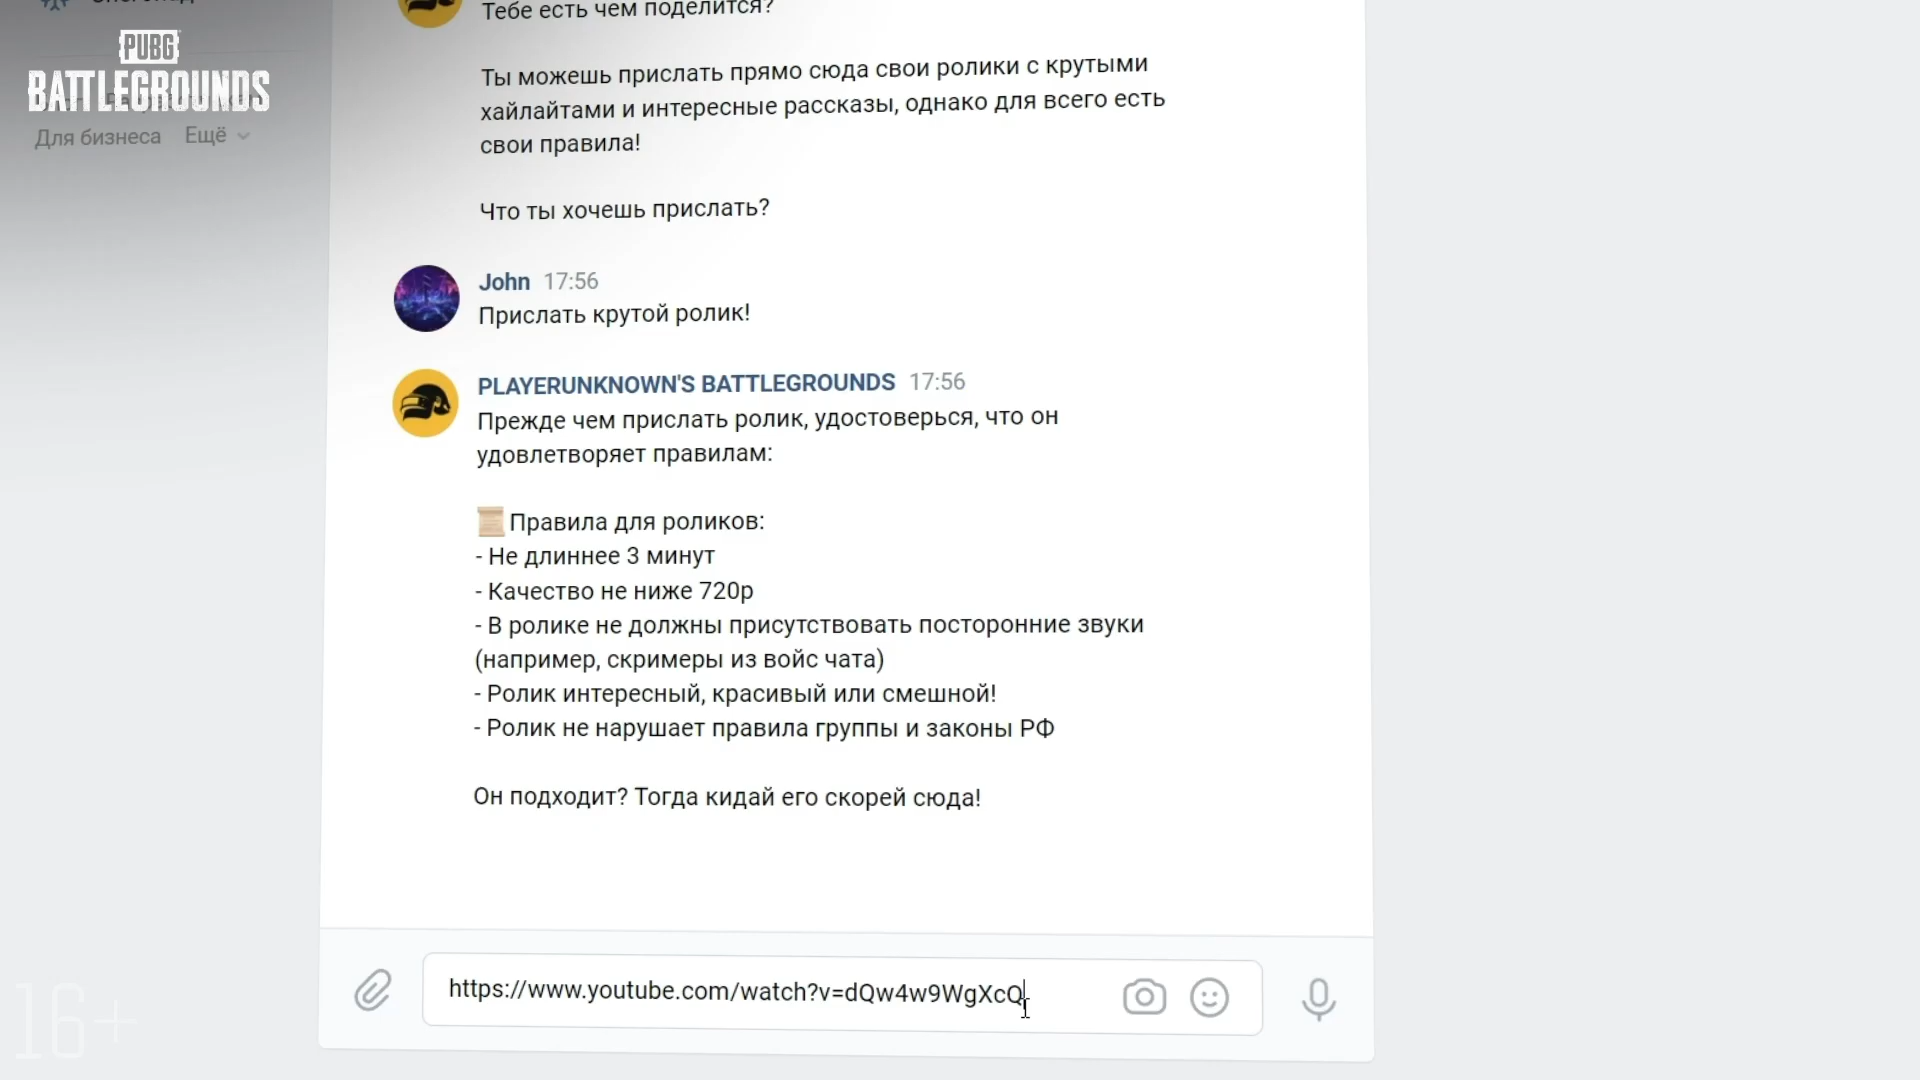 PUBG
BATTLEGROUNDS
Для бизнеса Ещё
Тебе есть чем поделится?
Ты можешь прислать прямо сюда свои ролики с крутыми
хайлайтами и интересные рассказы, однако для всего есть
свои правила!
Что ты хочешь прислать?
John 17:56
Прислать крутой ролик!
PLAYERUNKNOWN'S BATTLEGROUNDS 17:56
Прежде чем прислать ролик, удостоверься, что он
удовлетворяет правилам:
Правила для роликов:
- Не длиннее 3 минут
- Качество не ниже 720p
- В ролике не должны присутствовать посторонние звуки
(например, скримеры из войс чата)
- Ролик интересный, красивый или смешной!
- Ролик не нарушает правила группы и законы РФ
Он подходит? Тогда кидай его скорей сюда!
https://www.youtube.com/watch?v=dQw4w9WgXcQ
16+